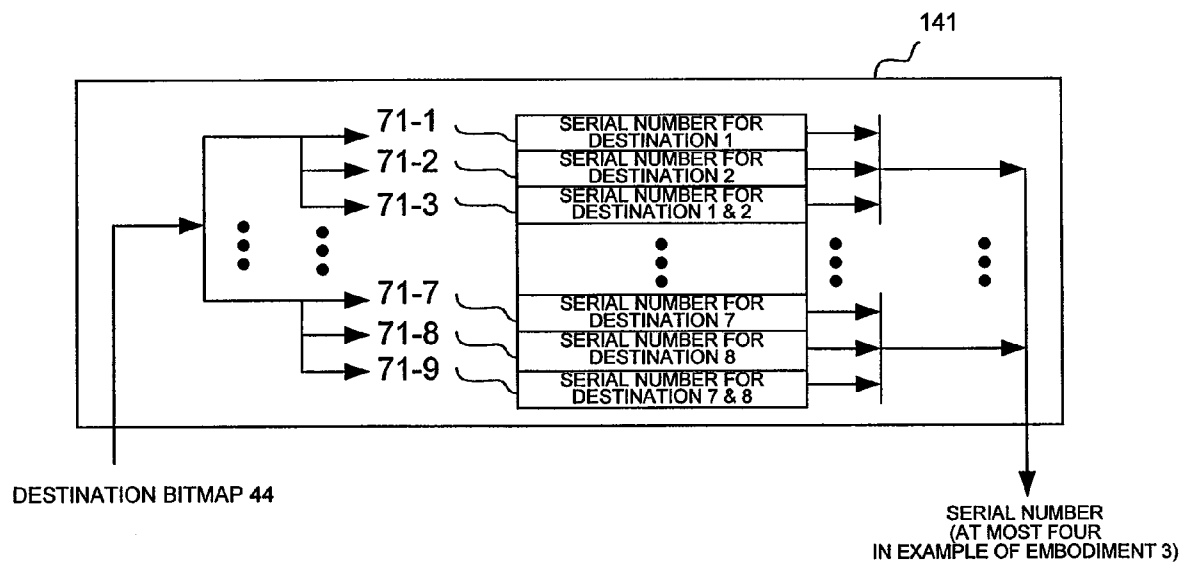 141
71-1
SERIAL NUMBER FOR
DESTINATION 1
71-2
SERIAL NUMBER FOR
DESTINATION 2
71-3
SERIAL NUMBER FOR
DESTINATION 1 & 2
71-7
SERIAL NUMBER FOR
DESTINATION 7
71-8
SERIAL NUMBER FOR
DESTINATION 8
71-9
SERIAL NUMBER FOR
DESTINATION 7 & 8
DESTINATION BITMAP 44
SERIAL NUMBER
(AT MOST FOUR
IN EXAMPLE OF EMBODIMENT 3)